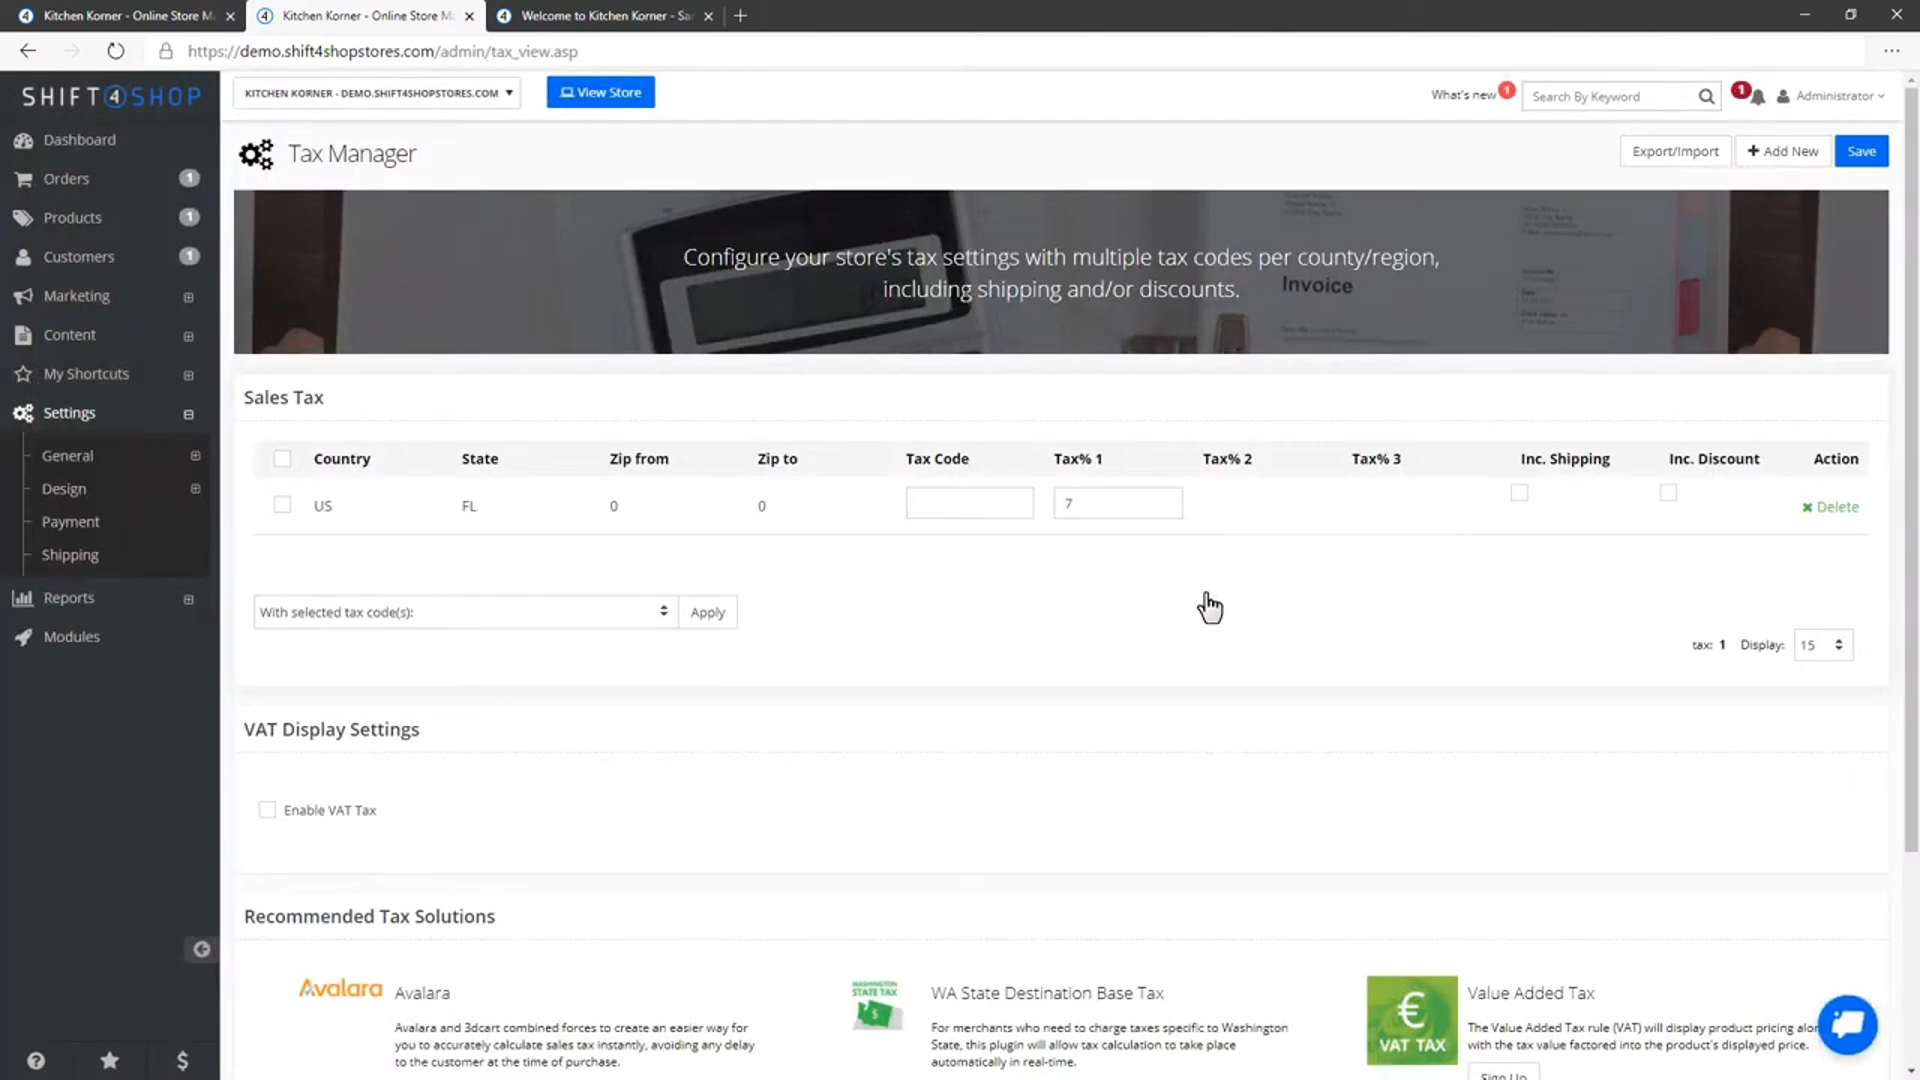 Kitchen Korner - Online Store M
Kitchen Korner - Online Store M
Welcome to Kitchen Korner - Sa
https://demo.shift4shopstores.com/admin/tax_view.asp
SHIFT4SHOP
KITCHEN KORNER - DEMO.SHIFT4SHOPSTORES.COM
View Store
What's new 1
Search By Keyword
1
Administrator
Dashboard
Orders 1
Products 1
Customers 1
Marketing
Content
My Shortcuts
Settings
General
Design
Payment
Shipping
Reports
Modules
Tax Manager
Export/Import
+ Add New
Save
Configure your store's tax settings with multiple tax codes per county/region,
including shipping and/or discounts.
Invoice
Sales Tax
Country State Zip from Zip to Tax Code Tax% 1 Tax% 2 Tax% 3 Inc. Shipping Inc. Discount Action
US FL 0 0 7 Delete
With selected tax code(s):
Apply
tax: 1 Display: 15
VAT Display Settings
Enable VAT Tax
Recommended Tax Solutions
Avalara
Avalara
Avalara and 3dcart combined forces to create an easier way for
you to accurately calculate sales tax instantly, avoiding any delay
to the customer at the time of purchase.
WASHINGTON
STATE TAX
$
WA State Destination Base Tax
For merchants who need to charge taxes specific to Washington
State, this plugin will allow tax calculation to take place
automatically in real-time.
€
VAT TAX
Value Added Tax
The Value Added Tax rule (VAT) will display product pricing alon
with the tax value factored into the product's displayed price.
Sign Up